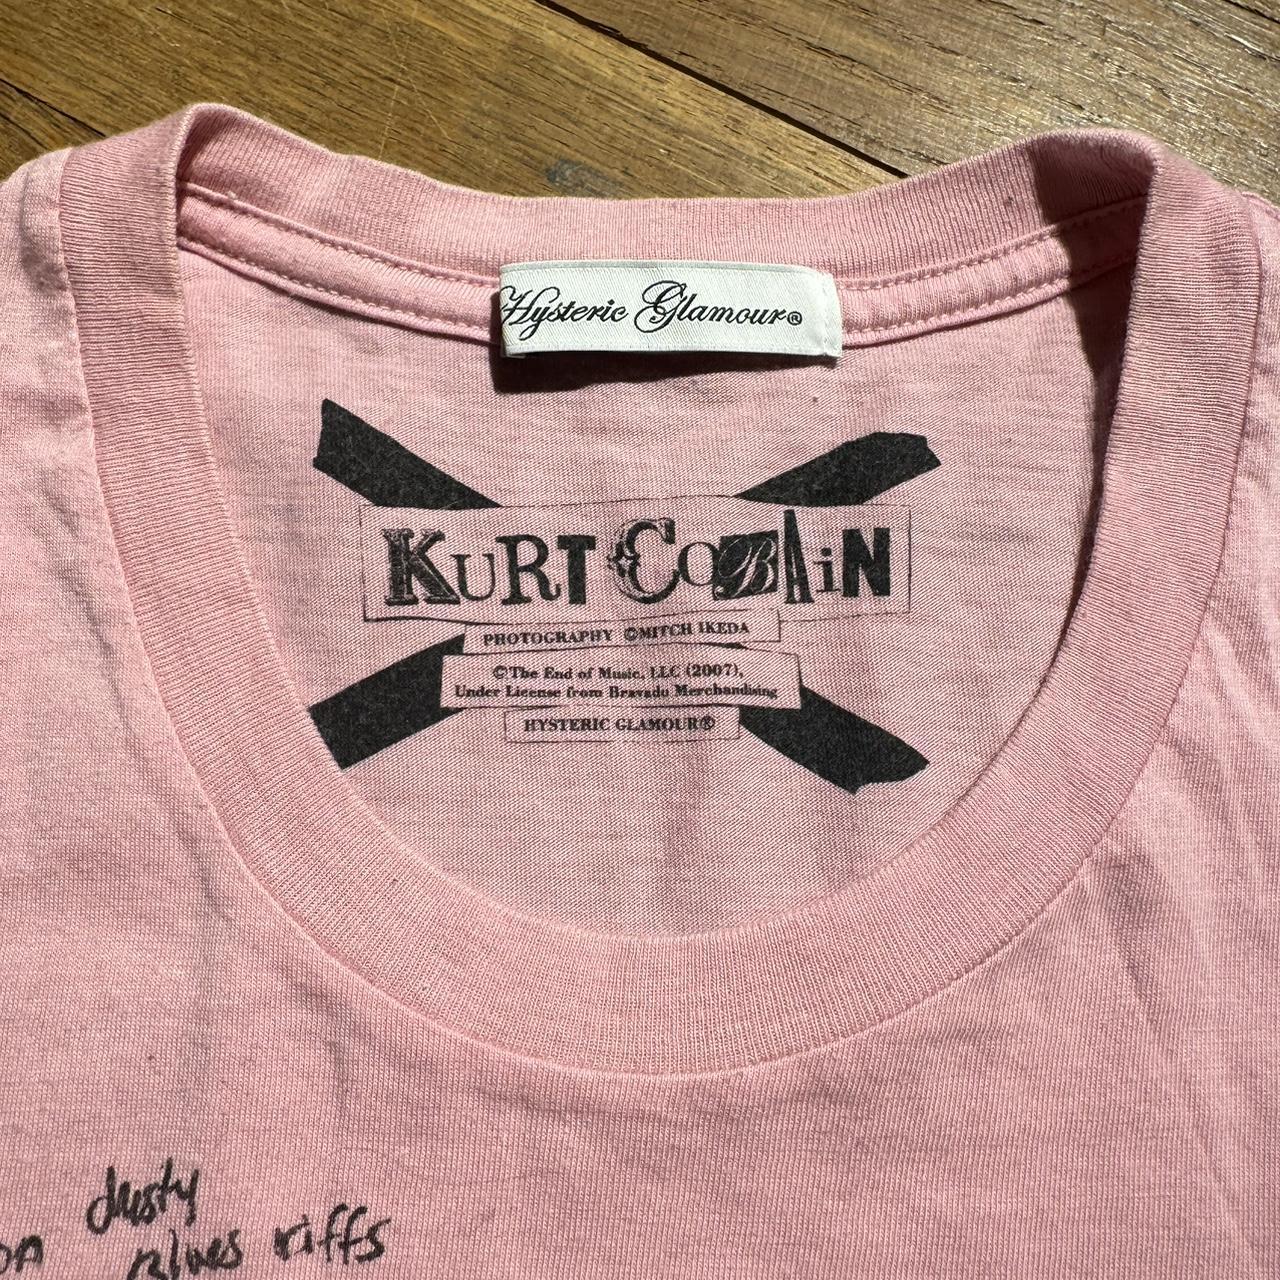 Hysteric Glamour®
KURT COBAiN
PHOTOGRAPHY ©MITCH IKEDA
©The End of Music, LLC (2007),
Under License from Bravado Merchandising
HYSTERIC GLAMOUR®
dusty
Blues riffs